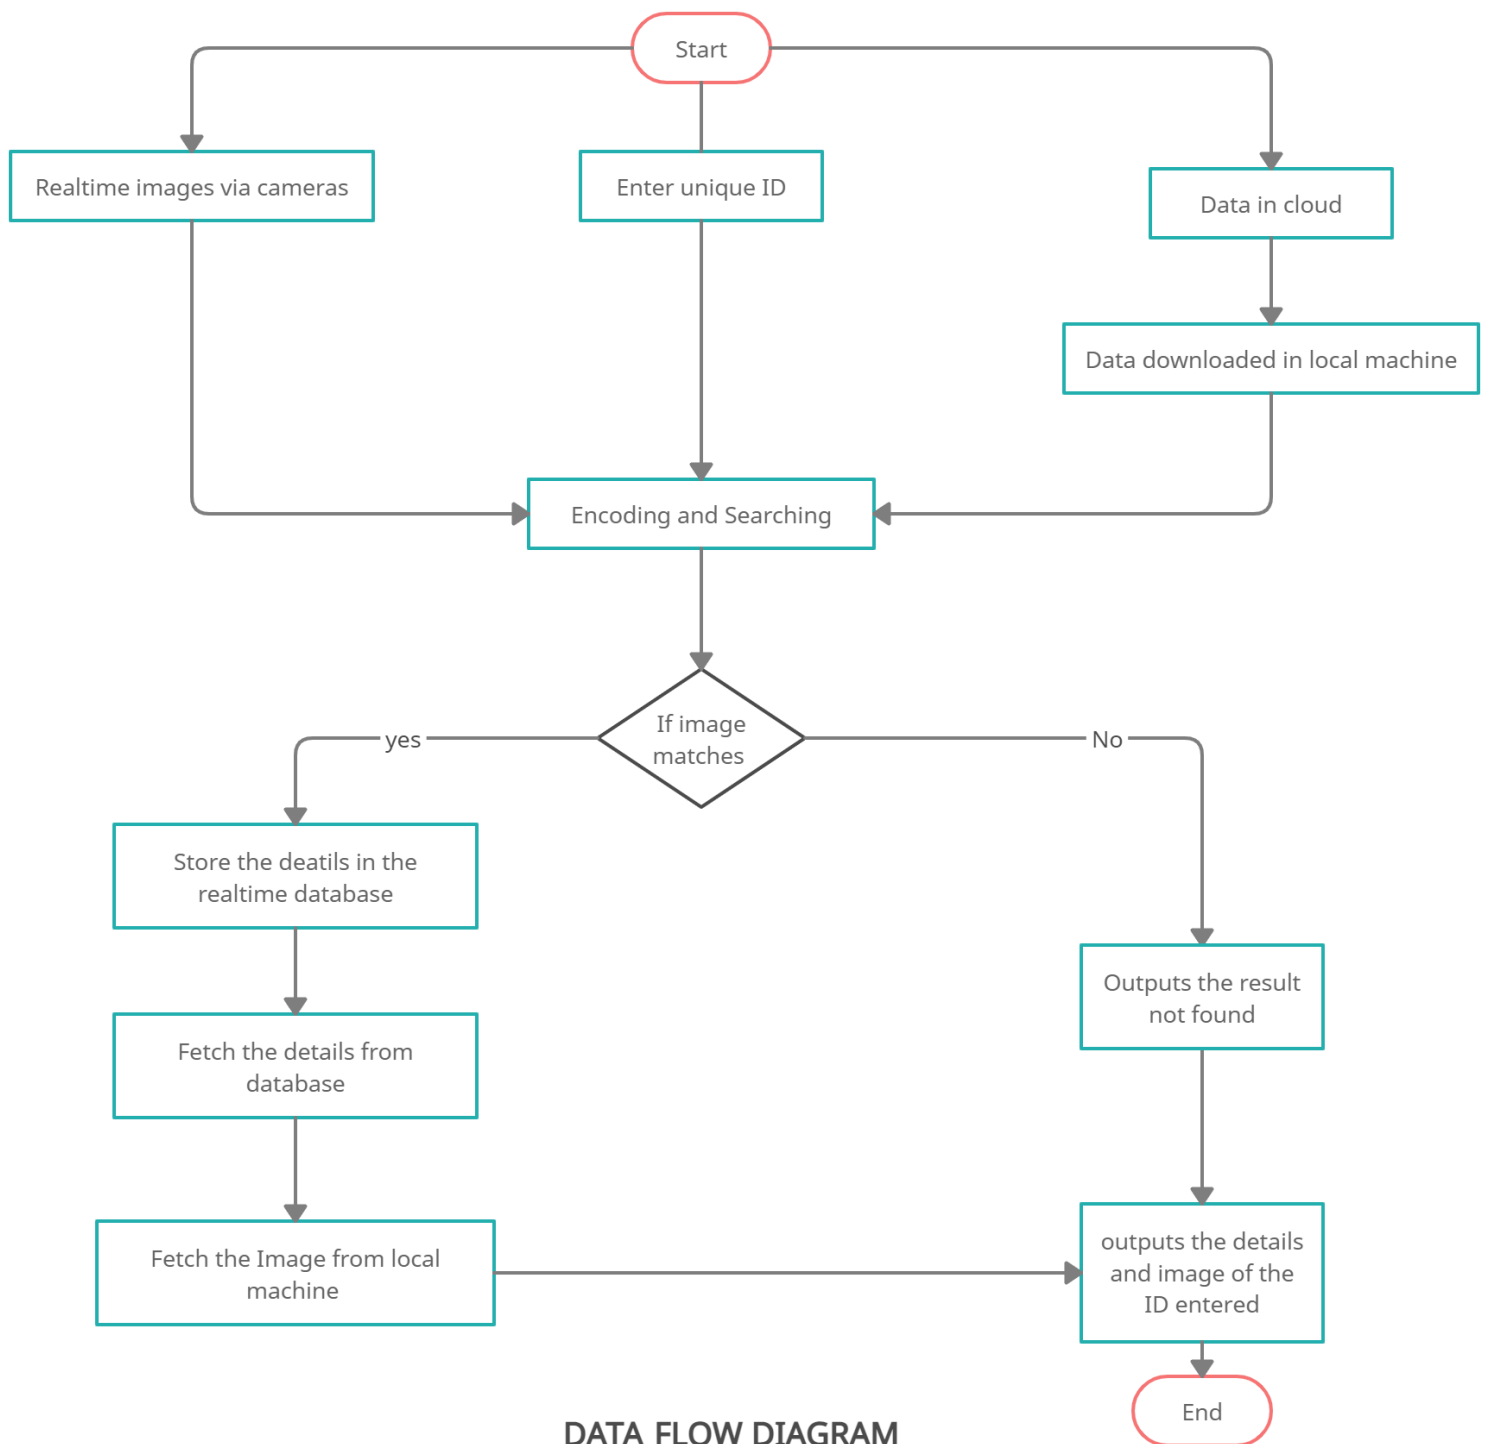 Start
Realtime images via cameras
Enter unique ID
Data in cloud
Data downloaded in local machine
Encoding and Searching
If image
matches
yes
No
Store the deatils in the
realtime database
Outputs the result
not found
Fetch the details from
database
Fetch the Image from local
machine
outputs the details
and image of the
ID entered
End
DATA FLOW DIAGRAM